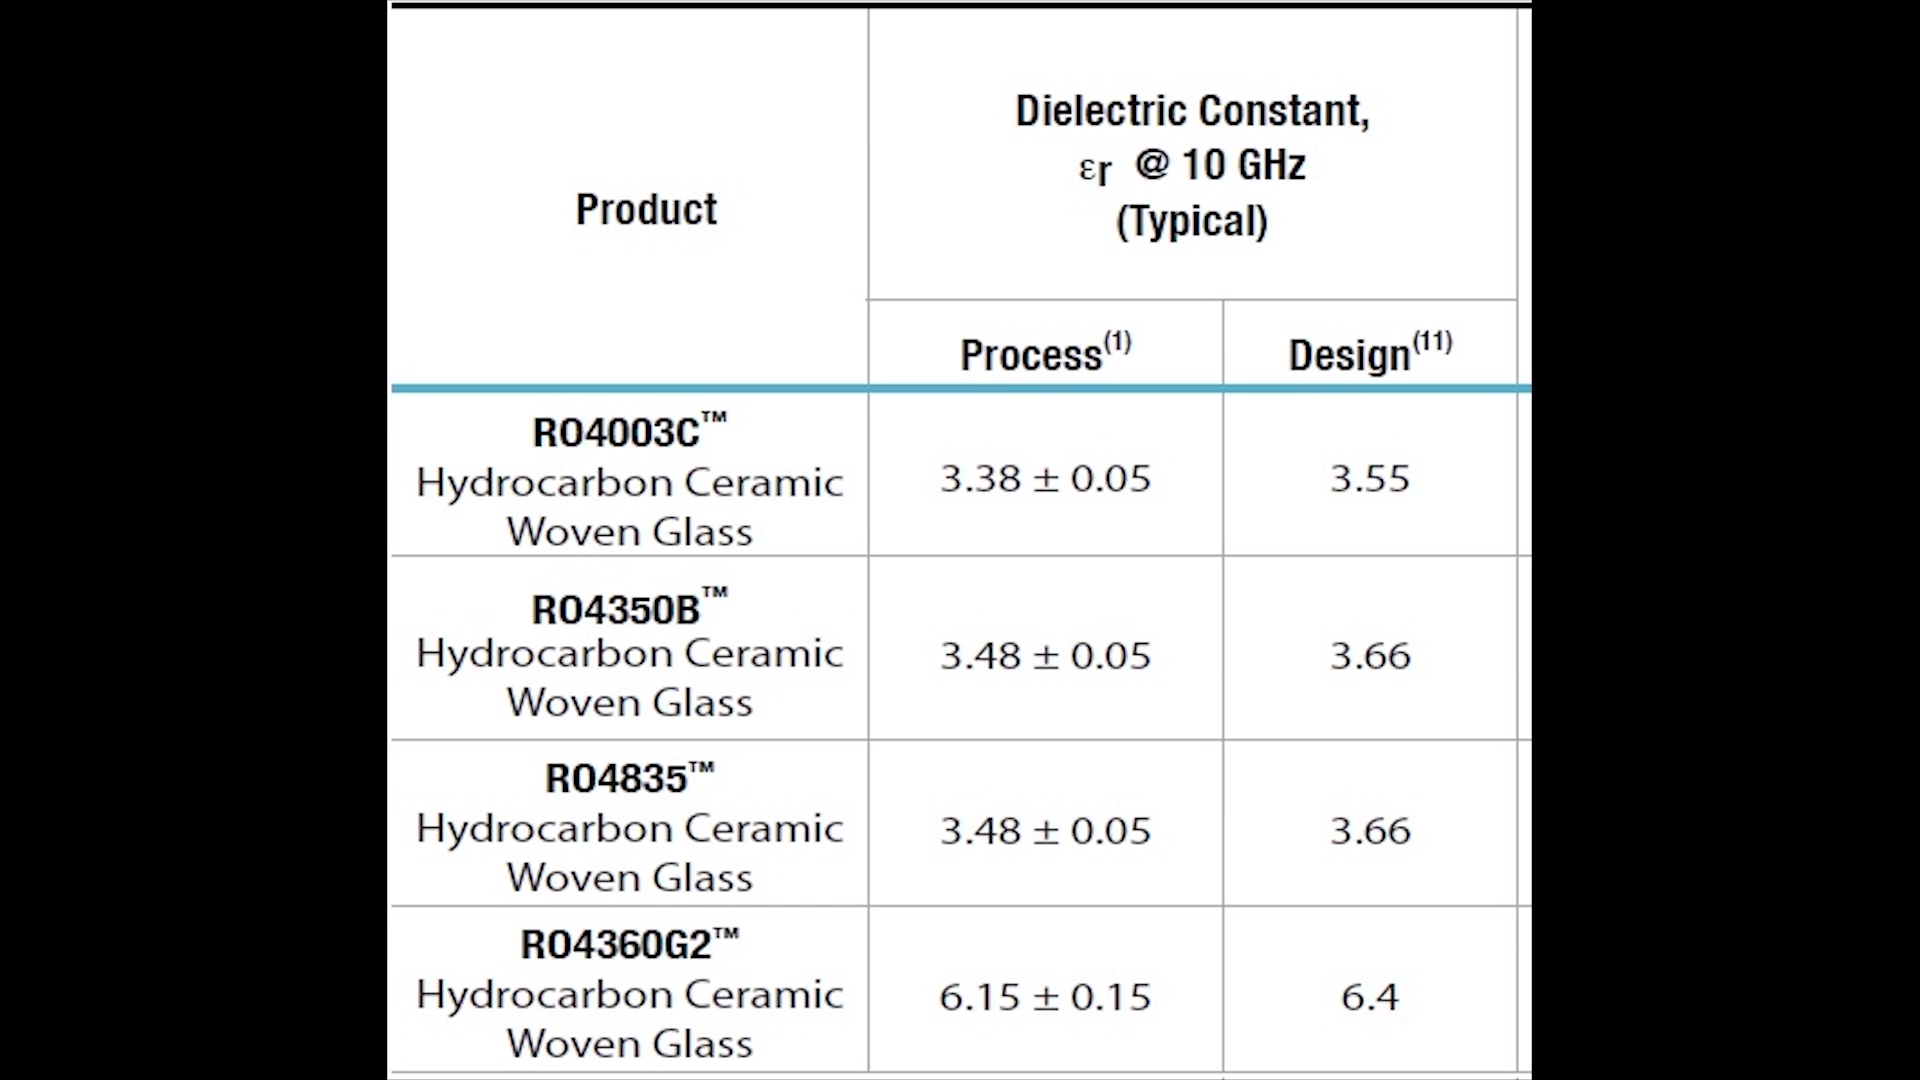 Product
Dielectric Constant,
εr @ 10 GHz
(Typical)
Process(1)
Design(11)
RO4003C™
Hydrocarbon Ceramic
Woven Glass
3.38 ± 0.05
3.55
RO4350B™
Hydrocarbon Ceramic
Woven Glass
3.48 ± 0.05
3.66
RO4835™
Hydrocarbon Ceramic
Woven Glass
3.48 ± 0.05
3.66
RO4360G2™
Hydrocarbon Ceramic
Woven Glass
6.15 ± 0.15
6.4